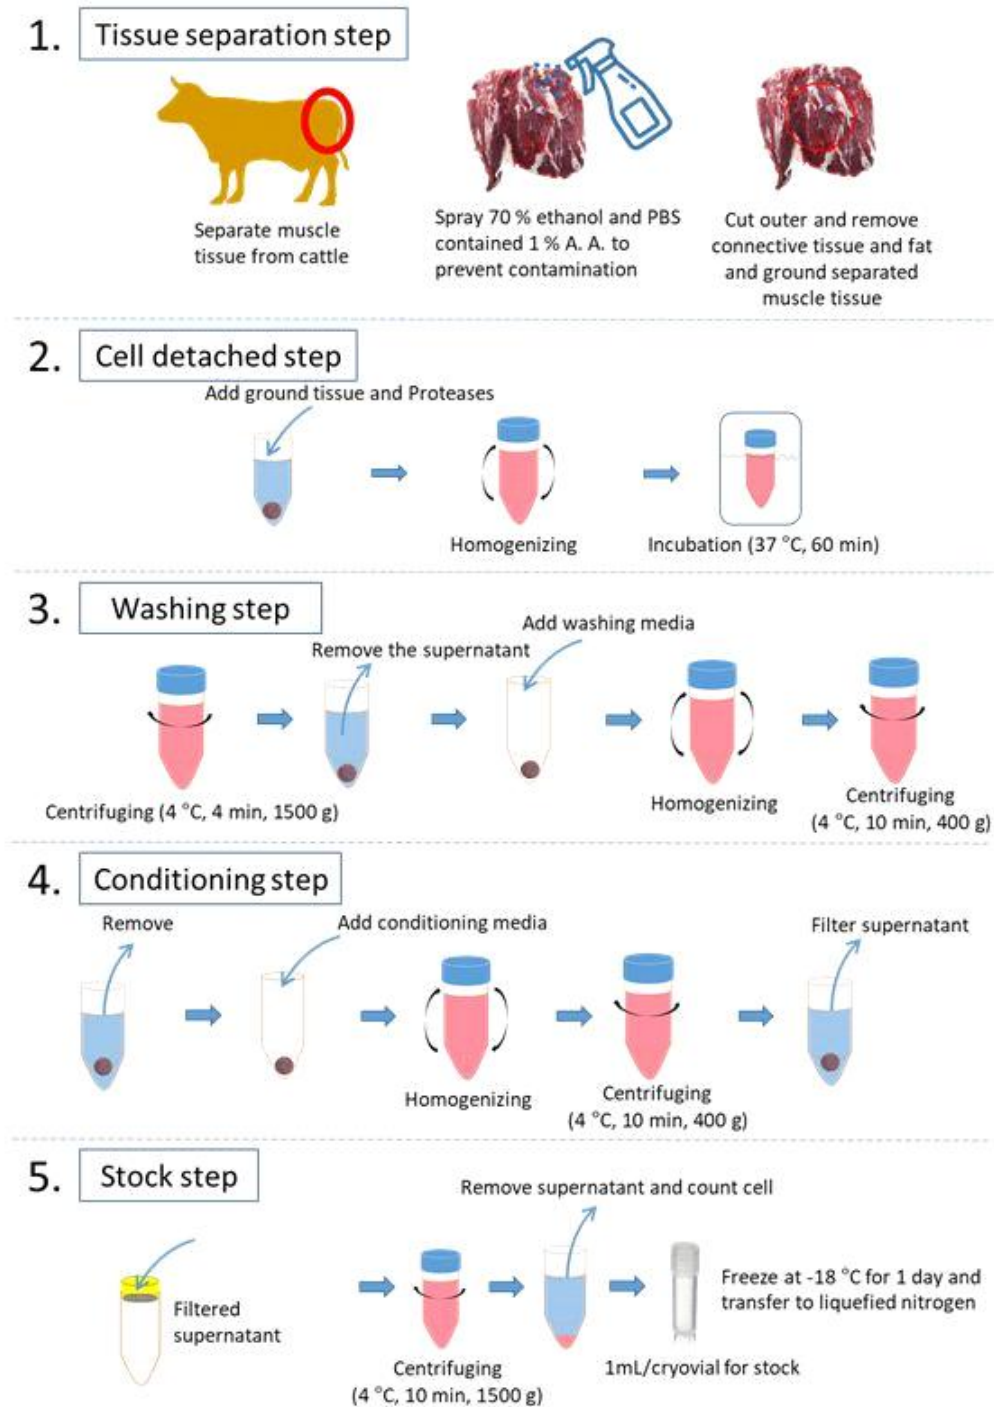 1. Tissue separation step
Separate muscle
tissue from cattle
Spray 70 % ethanol and PBS
contained 1 % A. A. to
prevent contamination
Cut outer and remove
connective tissue and fat
and ground separated
muscle tissue
2. Cell detached step
Add ground tissue and Proteases
Homogenizing
Incubation (37 °C, 60 min)
3. Washing step
Remove the supernatant
Add washing media
Centrifuging (4 °C, 4 min, 1500 g)
Homogenizing
Centrifuging
(4 °C, 10 min, 400 g)
4. Conditioning step
Remove
Add conditioning media
Filter supernatant
Homogenizing
Centrifuging
(4 °C, 10 min, 400 g)
5. Stock step
Remove supernatant and count cell
Filtered
supernatant
Centrifuging
(4 °C, 10 min, 1500 g)
1mL/cryovial for stock
Freeze at -18 °C for 1 day and
transfer to liquefied nitrogen